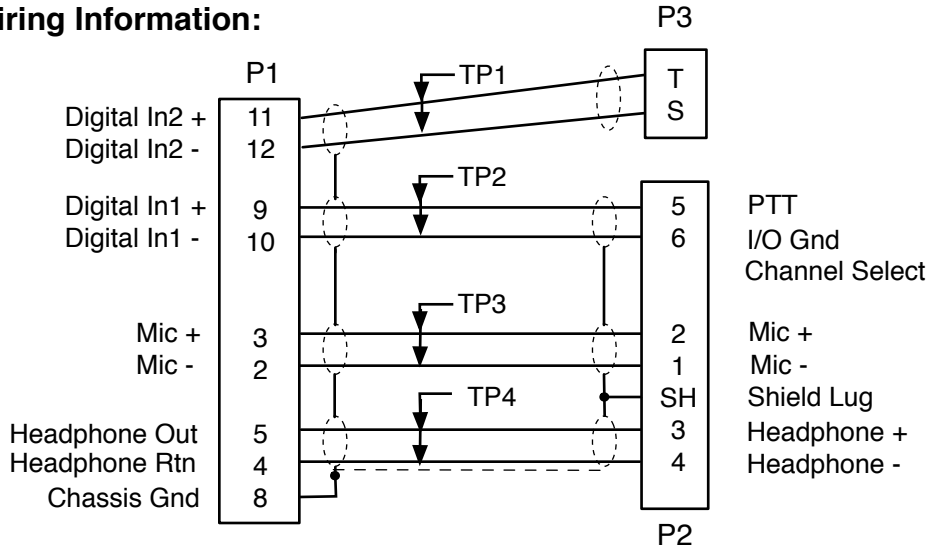 iring Information:
P3
P1
TP1
T
S
Digital In2 +
11
Digital In2 -
12
TP2
Digital In1 +
9
5
PTT
Digital In1 -
10
6
I/O Gnd
Channel Select
TP3
Mic +
3
2
Mic +
Mic -
2
1
Mic -
TP4
SH
Shield Lug
Headphone Out
5
3
Headphone +
Headphone Rtn
4
4
Headphone -
Chassis Gnd
8
P2